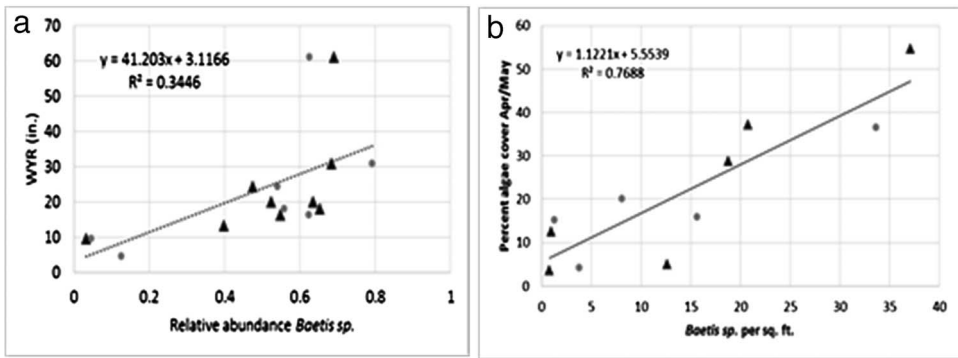 a
70
60
50
40
30
20
10
0
WYR (in.)
y = 41.203x + 3.1166
R² = 0.3446
0 0.2 0.4 0.6 0.8 1
Relative abundance Baetis sp.
b
60
50
40
30
20
10
0
Percent algae cover Apr/May
y = 1.1221x + 5.5539
R² = 0.7688
0 5 10 15 20 25 30 35 40
Baetis sp. per sq. ft.